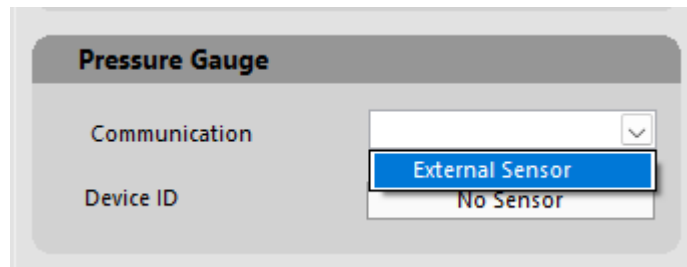 Pressure Gauge
Communication
External Sensor
Device ID
No Sensor